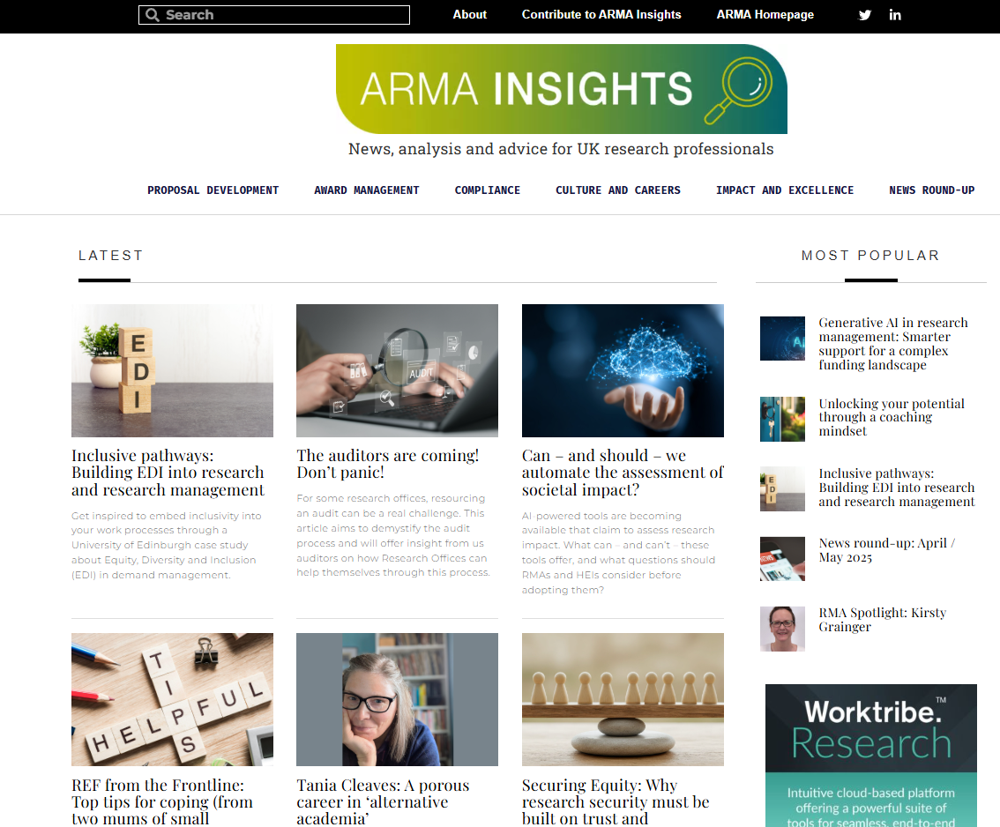 Search
About
Contribute to ARMA Insights
ARMA Homepage
ARMA INSIGHTS
News, analysis and advice for UK research professionals
PROPOSAL DEVELOPMENT
AWARD MANAGEMENT
COMPLIANCE
CULTURE AND CAREERS
IMPACT AND EXCELLENCE
NEWS ROUND-UP
LATEST
E
D
I
Inclusive pathways:
Building EDI into research
and research management
Get inspired to embed inclusivity into
your work processes through a
University of Edinburgh case study
about Equity, Diversity and Inclusion
(EDI) in demand management.
AUDIT
The auditors are coming!
Don’t panic!
For some research offices, resourcing
an audit can be a real challenge. This
article aims to demystify the audit
process and will offer insight from us
auditors on how Research Offices can
help themselves through this process.
Can – and should – we
automate the assessment of
societal impact?
AI-powered tools are becoming
available that claim to assess research
impact. What can – and can’t – these
tools offer, and what questions should
RMAs and HEIs consider before
adopting them?
HELPFUL
TIPS
REF from the Frontline:
Top tips for coping (from
two mums of small
Tania Cleaves: A porous
career in ‘alternative
academia’
Securing Equity: Why
research security must be
built on trust and
MOST POPULAR
AI
Generative AI in research
management: Smarter
support for a complex
funding landscape
Unlocking your potential
through a coaching
mindset
E
D
I
Inclusive pathways:
Building EDI into research
and research management
NEWS
News round-up: April /
May 2025
RMA Spotlight: Kirsty
Grainger
Worktribe.™
Research
Intuitive cloud-based platform
offering a powerful suite of
tools for seamless, end-to-end